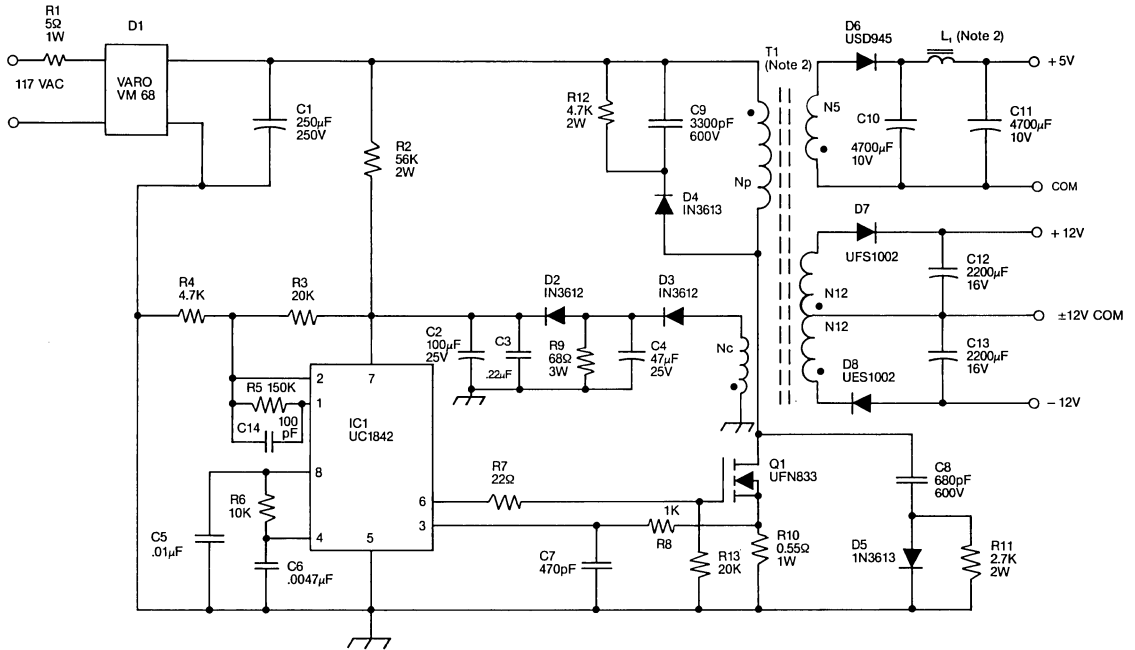 R1
5Ω
1W
D1
VARO
VM 68
117 VAC
C1
250µF
250V
R2
56K
2W
R12
4.7K
2W
C9
3300pF
600V
D4
IN3613
T1
(Note 2)
Np
N5
D6
USD945
L₁ (Note 2)
+5V
C10
4700µF
10V
C11
4700µF
10V
COM
D7
UFS1002
+12V
C12
2200µF
16V
N12
N12
±12V COM
C13
2200µF
16V
D8
UES1002
−12V
R4
4.7K
R3
20K
D2
IN3612
D3
IN3612
C2
100µF
25V
C3
.22µF
R9
68Ω
3W
C4
47µF
25V
Nc
2
7
R5 150K
1
C14
100
pF
IC1
UC1842
8
R6
10K
4
5
6
3
C5
.01µF
C6
.0047µF
R7
22Ω
Q1
UFN833
1K
R8
C7
470pF
R13
20K
R10
0.55Ω
1W
C8
680pF
600V
D5
1N3613
R11
2.7K
2W